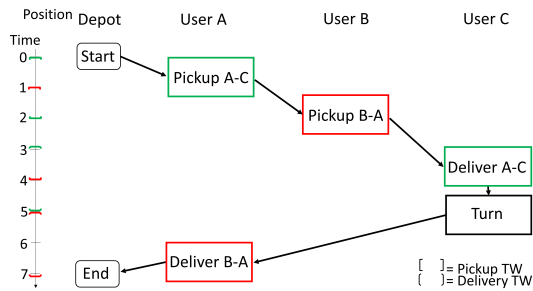 Position Depot User A User B User C
Time
0
Start
Pickup A-C
1
Pickup B-A
2
3
Deliver A-C
4
5
Turn
6
Deliver B-A
7
End
[ ] = Pickup TW
( ) = Delivery TW